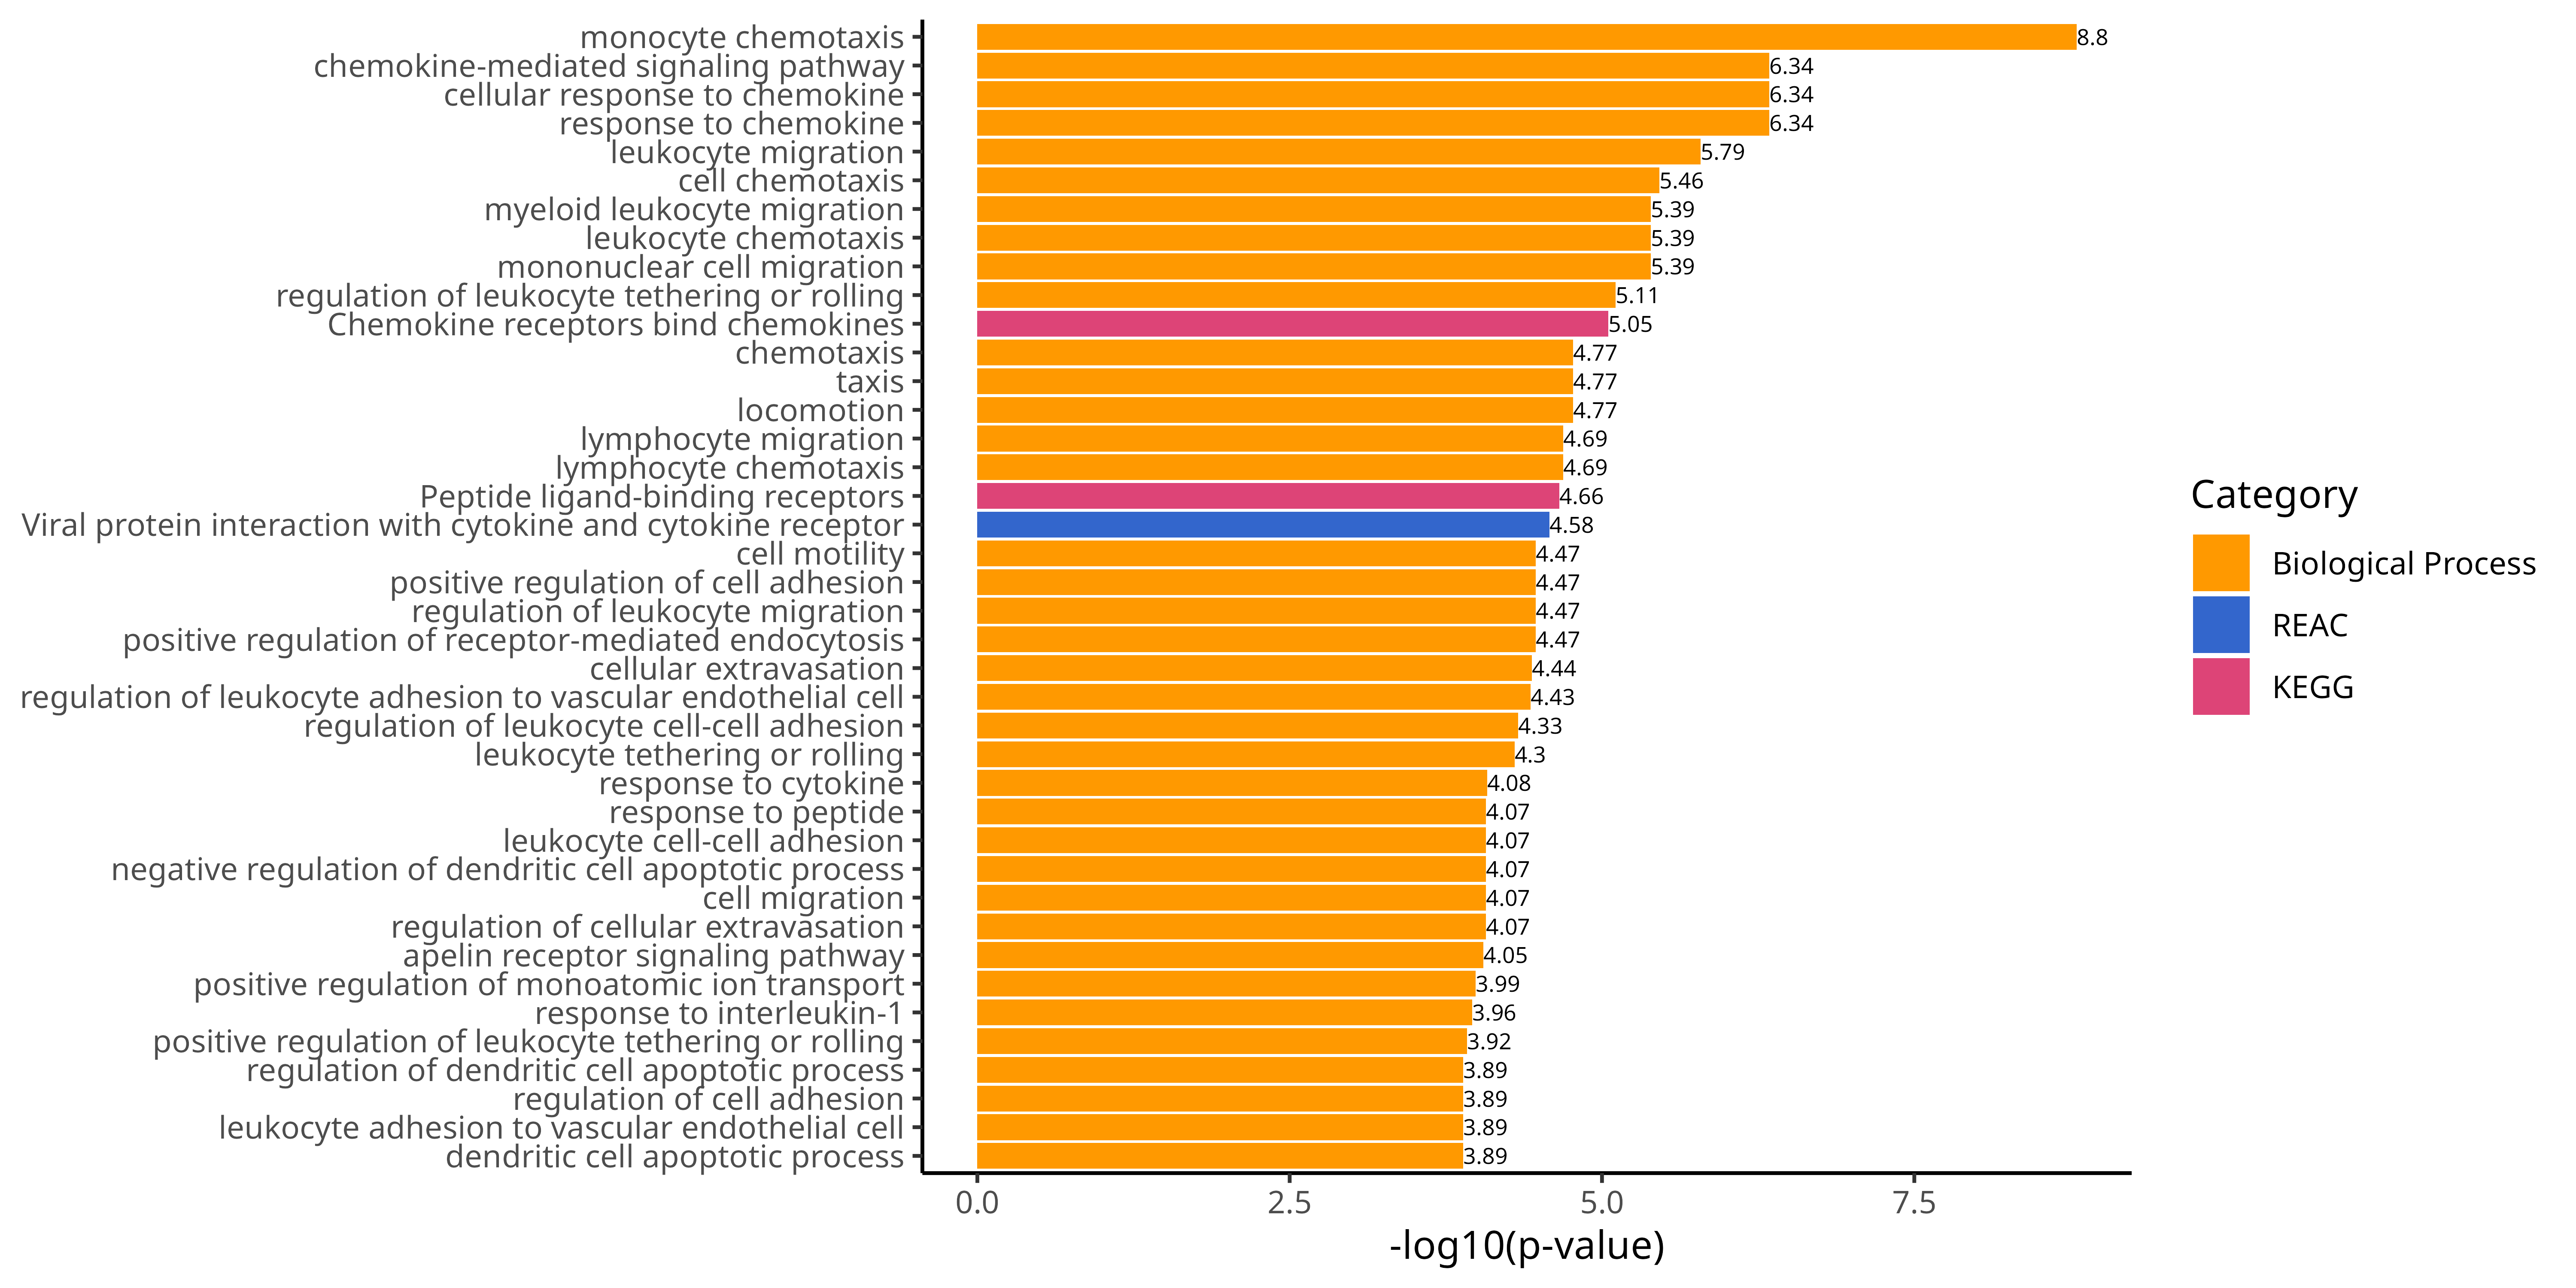 monocyte chemotaxis 8.8
chemokine-mediated signaling pathway 6.34
cellular response to chemokine 6.34
response to chemokine 6.34
leukocyte migration 5.79
cell chemotaxis 5.46
myeloid leukocyte migration 5.39
leukocyte chemotaxis 5.39
mononuclear cell migration 5.39
regulation of leukocyte tethering or rolling 5.11
Chemokine receptors bind chemokines 5.05
chemotaxis 4.77
taxis 4.77
locomotion 4.77
lymphocyte migration 4.69
lymphocyte chemotaxis 4.69
Peptide ligand-binding receptors 4.66
Viral protein interaction with cytokine and cytokine receptor 4.58
cell motility 4.47
positive regulation of cell adhesion 4.47
regulation of leukocyte migration 4.47
positive regulation of receptor-mediated endocytosis 4.47
cellular extravasation 4.44
regulation of leukocyte adhesion to vascular endothelial cell 4.43
regulation of leukocyte cell-cell adhesion 4.33
leukocyte tethering or rolling 4.3
response to cytokine 4.08
response to peptide 4.07
leukocyte cell-cell adhesion 4.07
negative regulation of dendritic cell apoptotic process 4.07
cell migration 4.07
regulation of cellular extravasation 4.07
apelin receptor signaling pathway 4.05
positive regulation of monoatomic ion transport 3.99
response to interleukin-1 3.96
positive regulation of leukocyte tethering or rolling 3.92
regulation of dendritic cell apoptotic process 3.89
regulation of cell adhesion 3.89
leukocyte adhesion to vascular endothelial cell 3.89
dendritic cell apoptotic process 3.89
0.0 2.5 5.0 7.5
-log10(p-value)
Category
Biological Process
REAC
KEGG